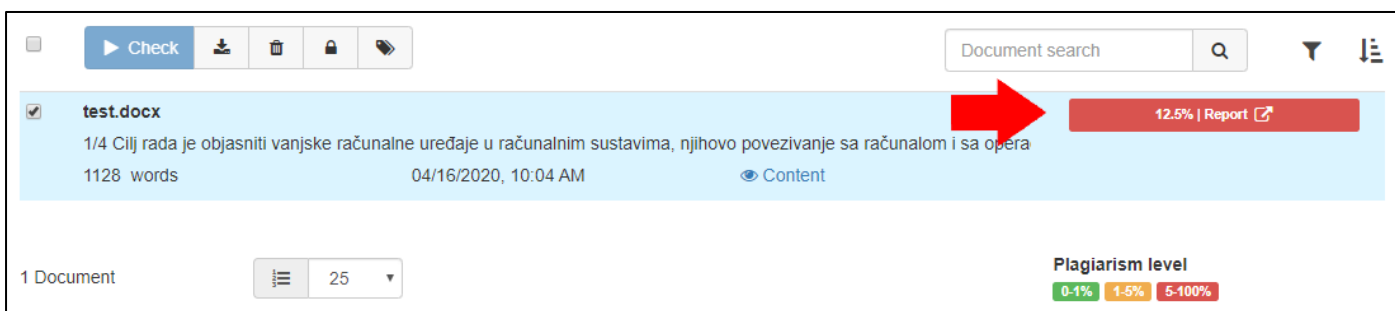 Check
Document search
test.docx
12.5% | Report
1/4 Cilj rada je objasniti vanjske računalne uređaje u računalnim sustavima, njihovo povezivanje sa računalom i sa opera
1128 words 04/16/2020, 10:04 AM Content
1 Document 25
Plagiarism level
0-1% 1-5% 5-100%